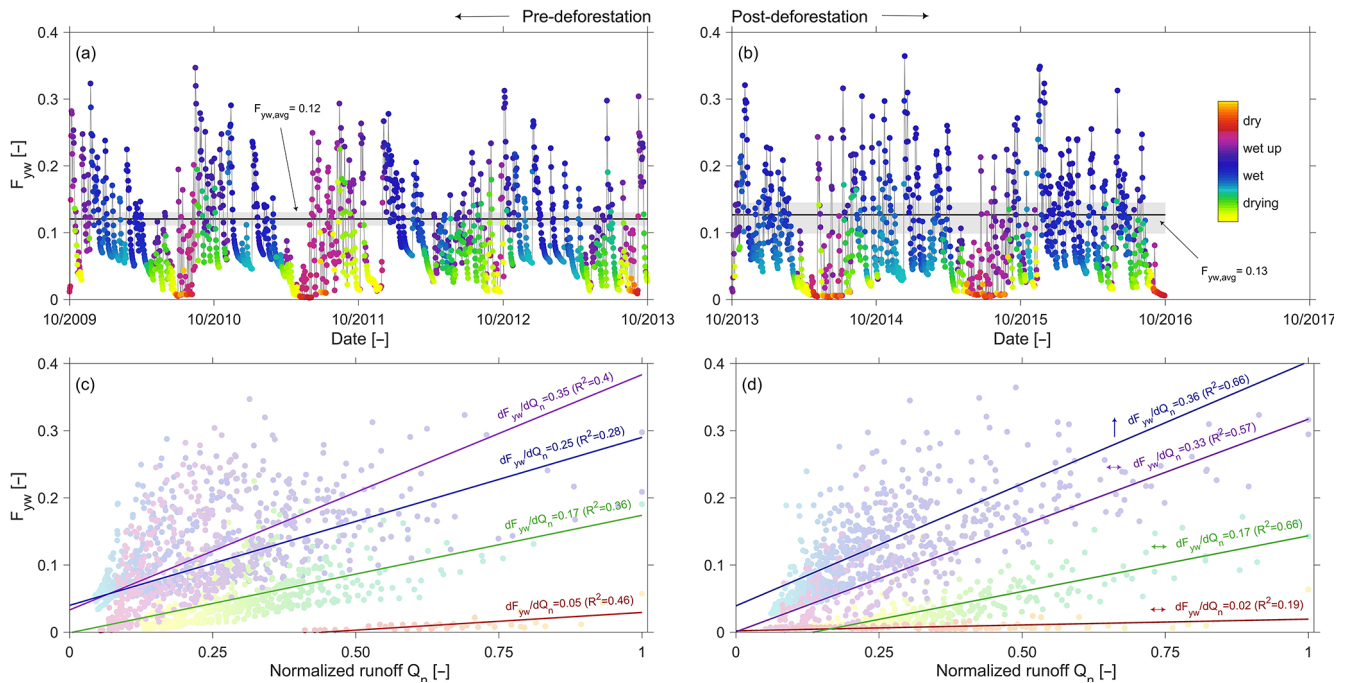 Pre-deforestation
Post-deforestation
(a)
F_yw [–]
0.4
0.3
0.2
0.1
0
F_yw,avg = 0.12
10/2009
10/2010
10/2011
10/2012
10/2013
Date [–]
(b)
0.4
0.3
0.2
0.1
0
dry
wet up
wet
drying
F_yw,avg = 0.13
10/2013
10/2014
10/2015
10/2016
10/2017
Date [–]
(c)
F_yw [–]
0.4
0.3
0.2
0.1
0
dF_yw/dQ_n=0.35 (R²=0.4)
dF_yw/dQ_n=0.25 (R²=0.28)
dF_yw/dQ_n=0.17 (R²=0.36)
dF_yw/dQ_n=0.05 (R²=0.46)
0
0.25
0.50
0.75
1
Normalized runoff Q_n [–]
(d)
0.4
0.3
0.2
0.1
0
dF_yw/dQ_n=0.36 (R²=0.66)
dF_yw/dQ_n=0.33 (R²=0.57)
dF_yw/dQ_n=0.17 (R²=0.66)
dF_yw/dQ_n=0.02 (R²=0.19)
0
0.25
0.50
0.75
1
Normalized runoff Q_n [–]